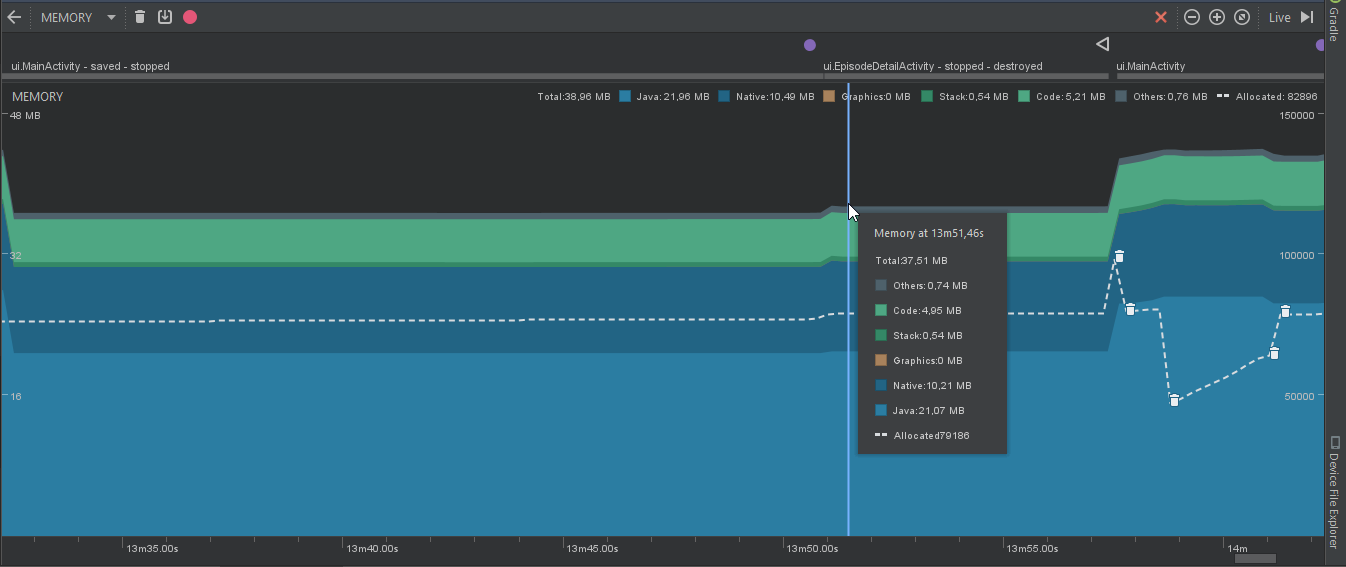 MEMORY
Live
ui.MainActivity - saved - stopped
ui.EpisodeDetailActivity - stopped - destroyed
ui.MainActivity
MEMORY
Total:38,96 MB Java: 21,96 MB Native:10,49 MB Graphics:0 MB Stack:0,54 MB Code: 5,21 MB Others:0,76 MB Allocated: 82896
48 MB
150000
32
100000
16
50000
Memory at 13m51,46s
Total:37,51 MB
Others:0,74 MB
Code:4,95 MB
Stack:0,54 MB
Graphics:0 MB
Native:10,21 MB
Java:21,07 MB
Allocated79186
13m35.00s 13m40.00s 13m45.00s 13m50.00s 13m55.00s 14m
Gradle
Device File Explorer